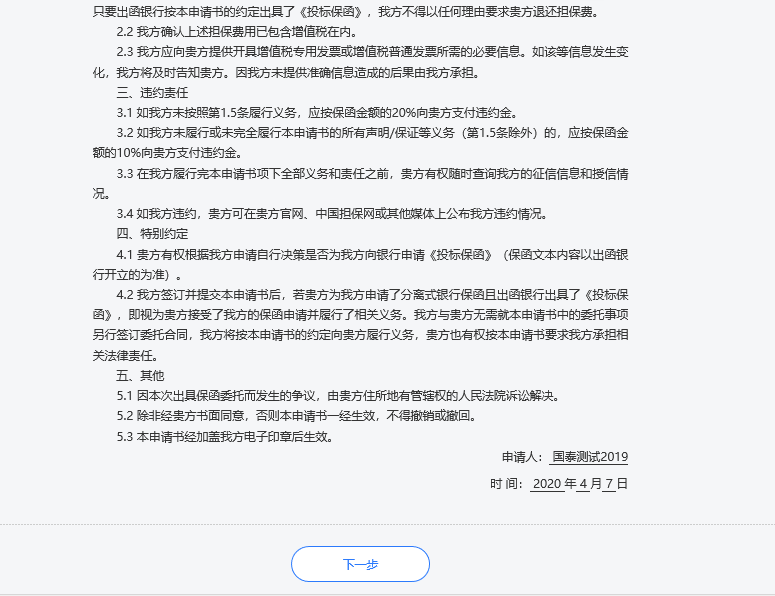 只要出函银行按本申请书的约定出具了《投标保函》，我方不得以任何理由要求贵方退还担保费。
2.2 我方确认上述担保费用已包含增值税在内。
2.3 我方应向贵方提供开具增值税专用发票或增值税普通发票所需的必要信息。如该等信息发生变
化，我方将及时告知贵方。因我方未提供准确信息造成的后果由我方承担。
三、违约责任
3.1 如我方未按照第1.5条履行义务，应按保函金额的20%向贵方支付违约金。
3.2 如我方未履行或未完全履行本申请书的所有声明/保证等义务（第1.5条除外）的，应按保函金
额的10%向贵方支付违约金。
3.3 在我方履行完本申请书项下全部义务和责任之前，贵方有权随时查询我方的征信信息和授信情
况。
3.4 如我方违约，贵方可在贵方官网、中国担保网或其他媒体上公布我方违约情况。
四、特别约定
4.1 贵方有权根据我方申请自行决策是否为我方向银行申请《投标保函》（保函文本内容以出函银
行开立的为准）。
4.2 我方签订并提交本申请书后，若贵方为我方申请了分离式银行保函且出函银行出具了《投标保
函》，即视为贵方接受了我方的保函申请并履行了相关义务。我方与贵方无需就本申请书中的委托事项
另行签订委托合同，我方将按本申请书的约定向贵方履行义务，贵方也有权按本申请书要求我方承担相
关法律责任。
五、其他
5.1 因本次出具保函委托而发生的争议，由贵方住所地有管辖权的人民法院诉讼解决。
5.2 除非经贵方书面同意，否则本申请书一经生效，不得撤销或撤回。
5.3 本申请书经加盖我方电子印章后生效。
申请人： 国泰测试2019
时 间： 2020 年 4 月 7 日
下一步